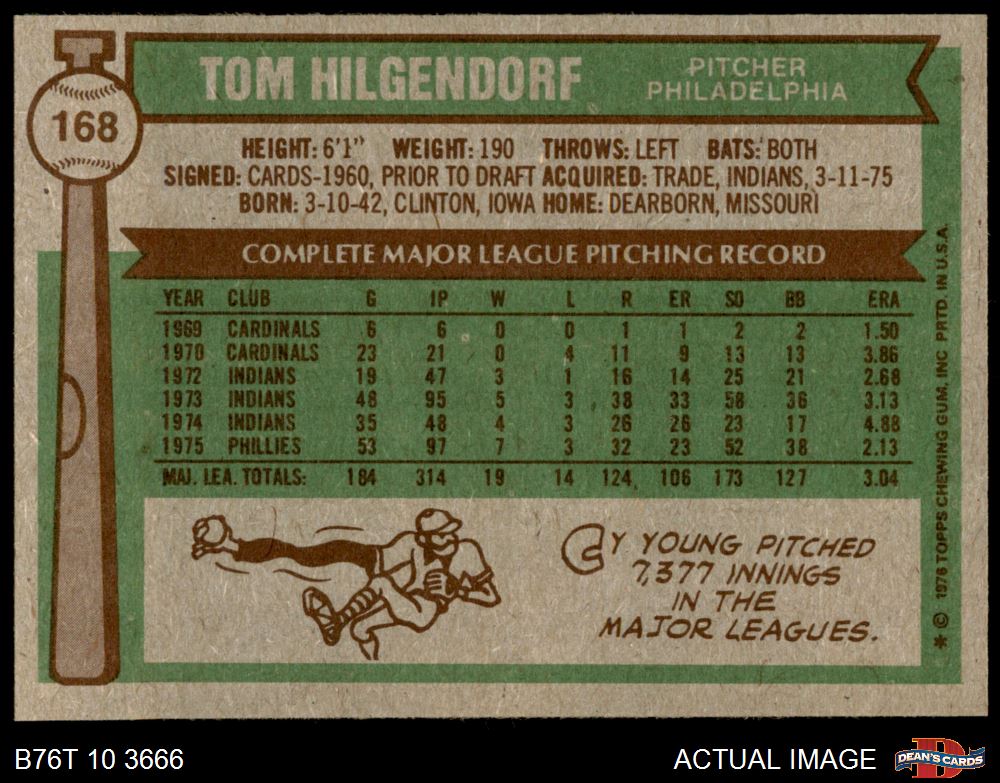 168
TOM HILGENDORF
PITCHER
PHILADELPHIA
HEIGHT: 6'1" WEIGHT: 190 THROWS: LEFT BATS: BOTH
SIGNED: CARDS-1960, PRIOR TO DRAFT ACQUIRED: TRADE, INDIANS, 3-11-75
BORN: 3-10-42, CLINTON, IOWA HOME: DEARBORN, MISSOURI
COMPLETE MAJOR LEAGUE PITCHING RECORD
YEAR CLUB G IP W L R ER SO BB ERA
1969 CARDINALS 6 6 0 0 1 1 2 2 1.50
1970 CARDINALS 23 21 0 4 11 9 13 13 3.86
1972 INDIANS 19 47 3 1 16 14 25 21 2.68
1973 INDIANS 48 95 5 3 38 33 58 36 3.13
1974 INDIANS 35 48 4 3 26 26 23 17 4.88
1975 PHILLIES 53 97 7 3 32 23 52 38 2.13
MAJ. LEA. TOTALS: 184 314 19 14 124 106 173 127 3.04
CY YOUNG PITCHED
7,377 INNINGS
IN THE
MAJOR LEAGUES.
* © 1976 TOPPS CHEWING GUM, INC PRTD. IN U.S.A.
B76T 10 3666
ACTUAL IMAGE
D
DEAN'S CARDS